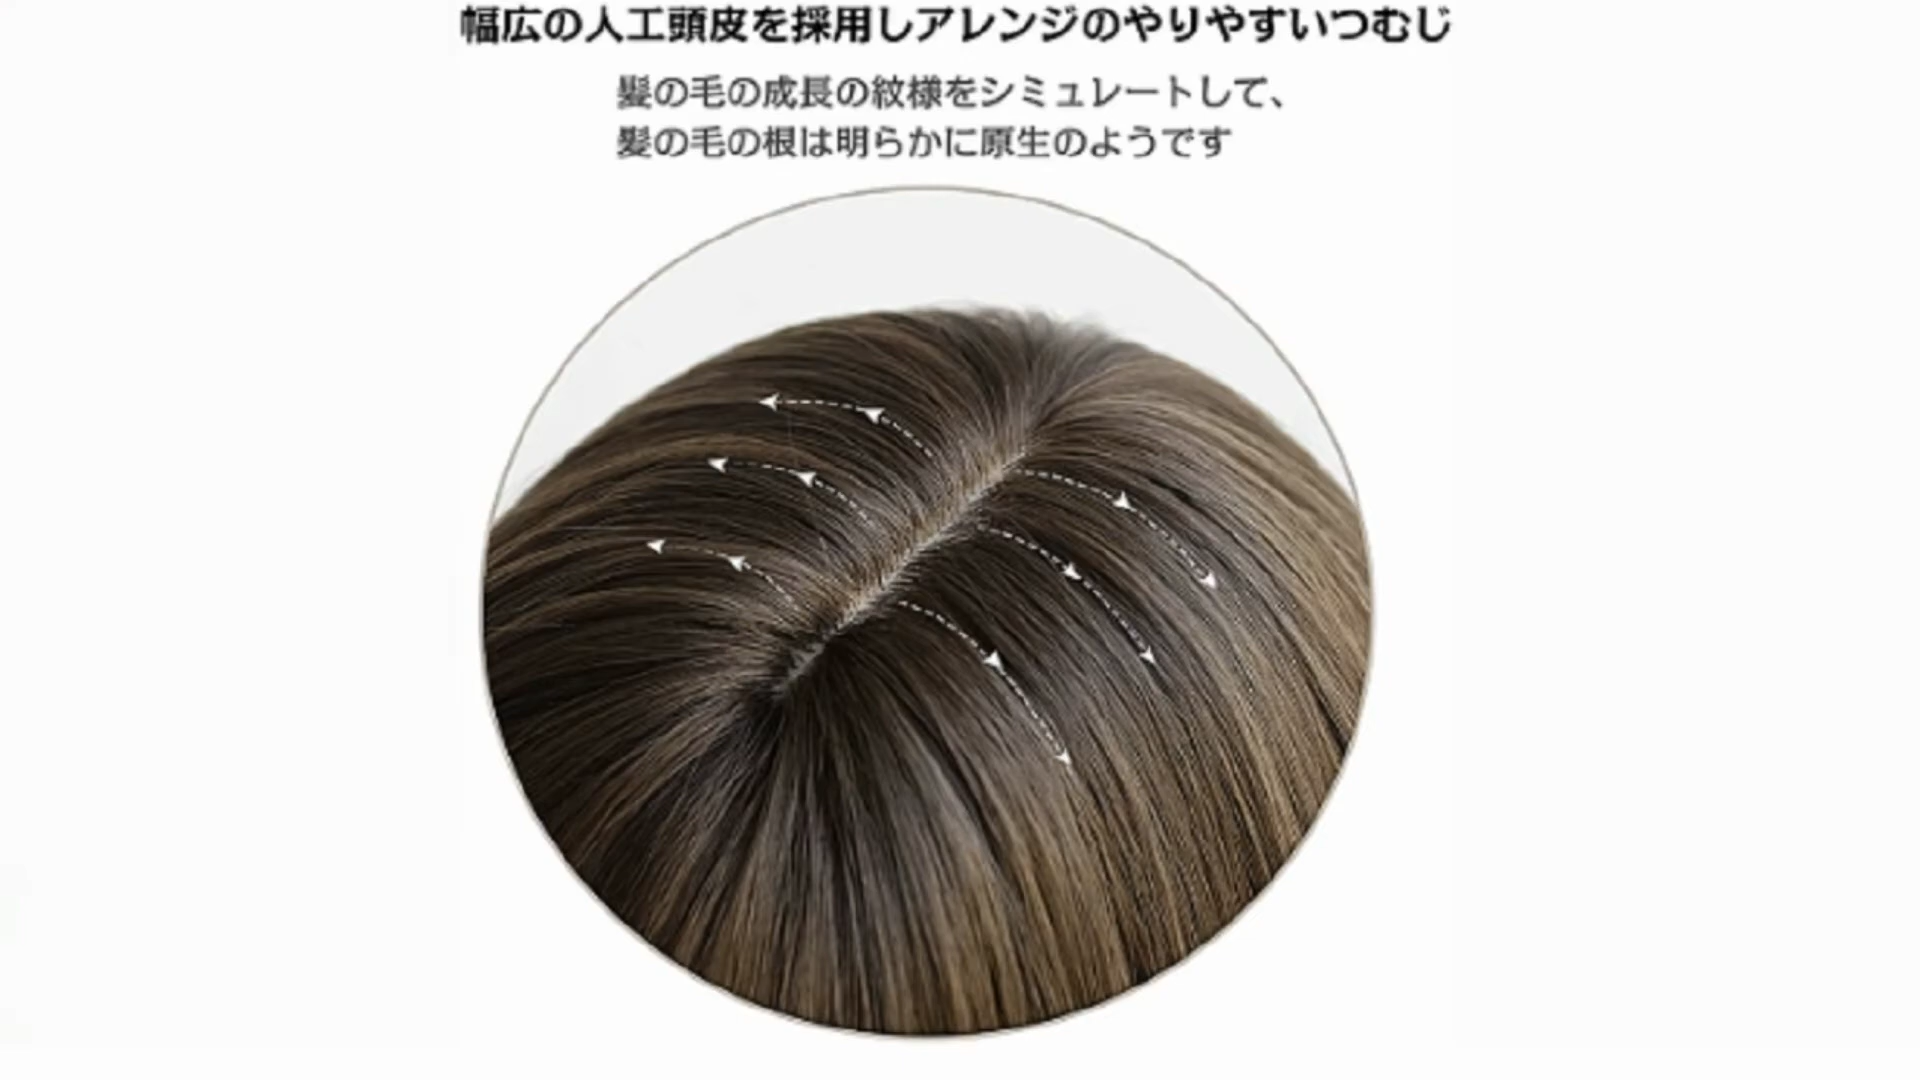 幅広の人工頭皮を採用しアレンジのやりやすいつむじ
髪の毛の成長の紋様をシミュレートして、
髪の毛の根は明らかに原生のようです